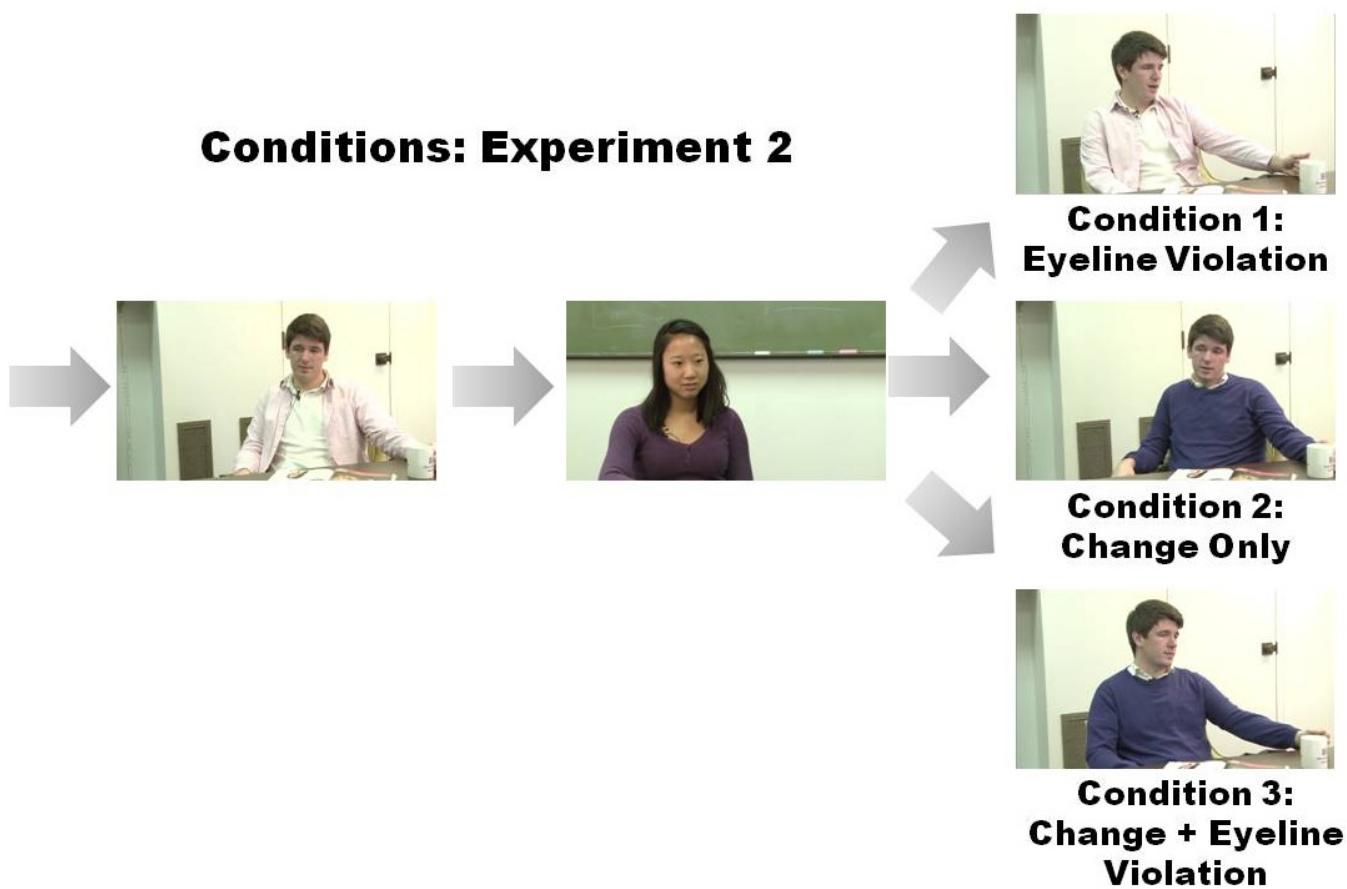 Conditions: Experiment 2
Condition 1:
Eyeline Violation
Condition 2:
Change Only
Condition 3:
Change + Eyeline
Violation